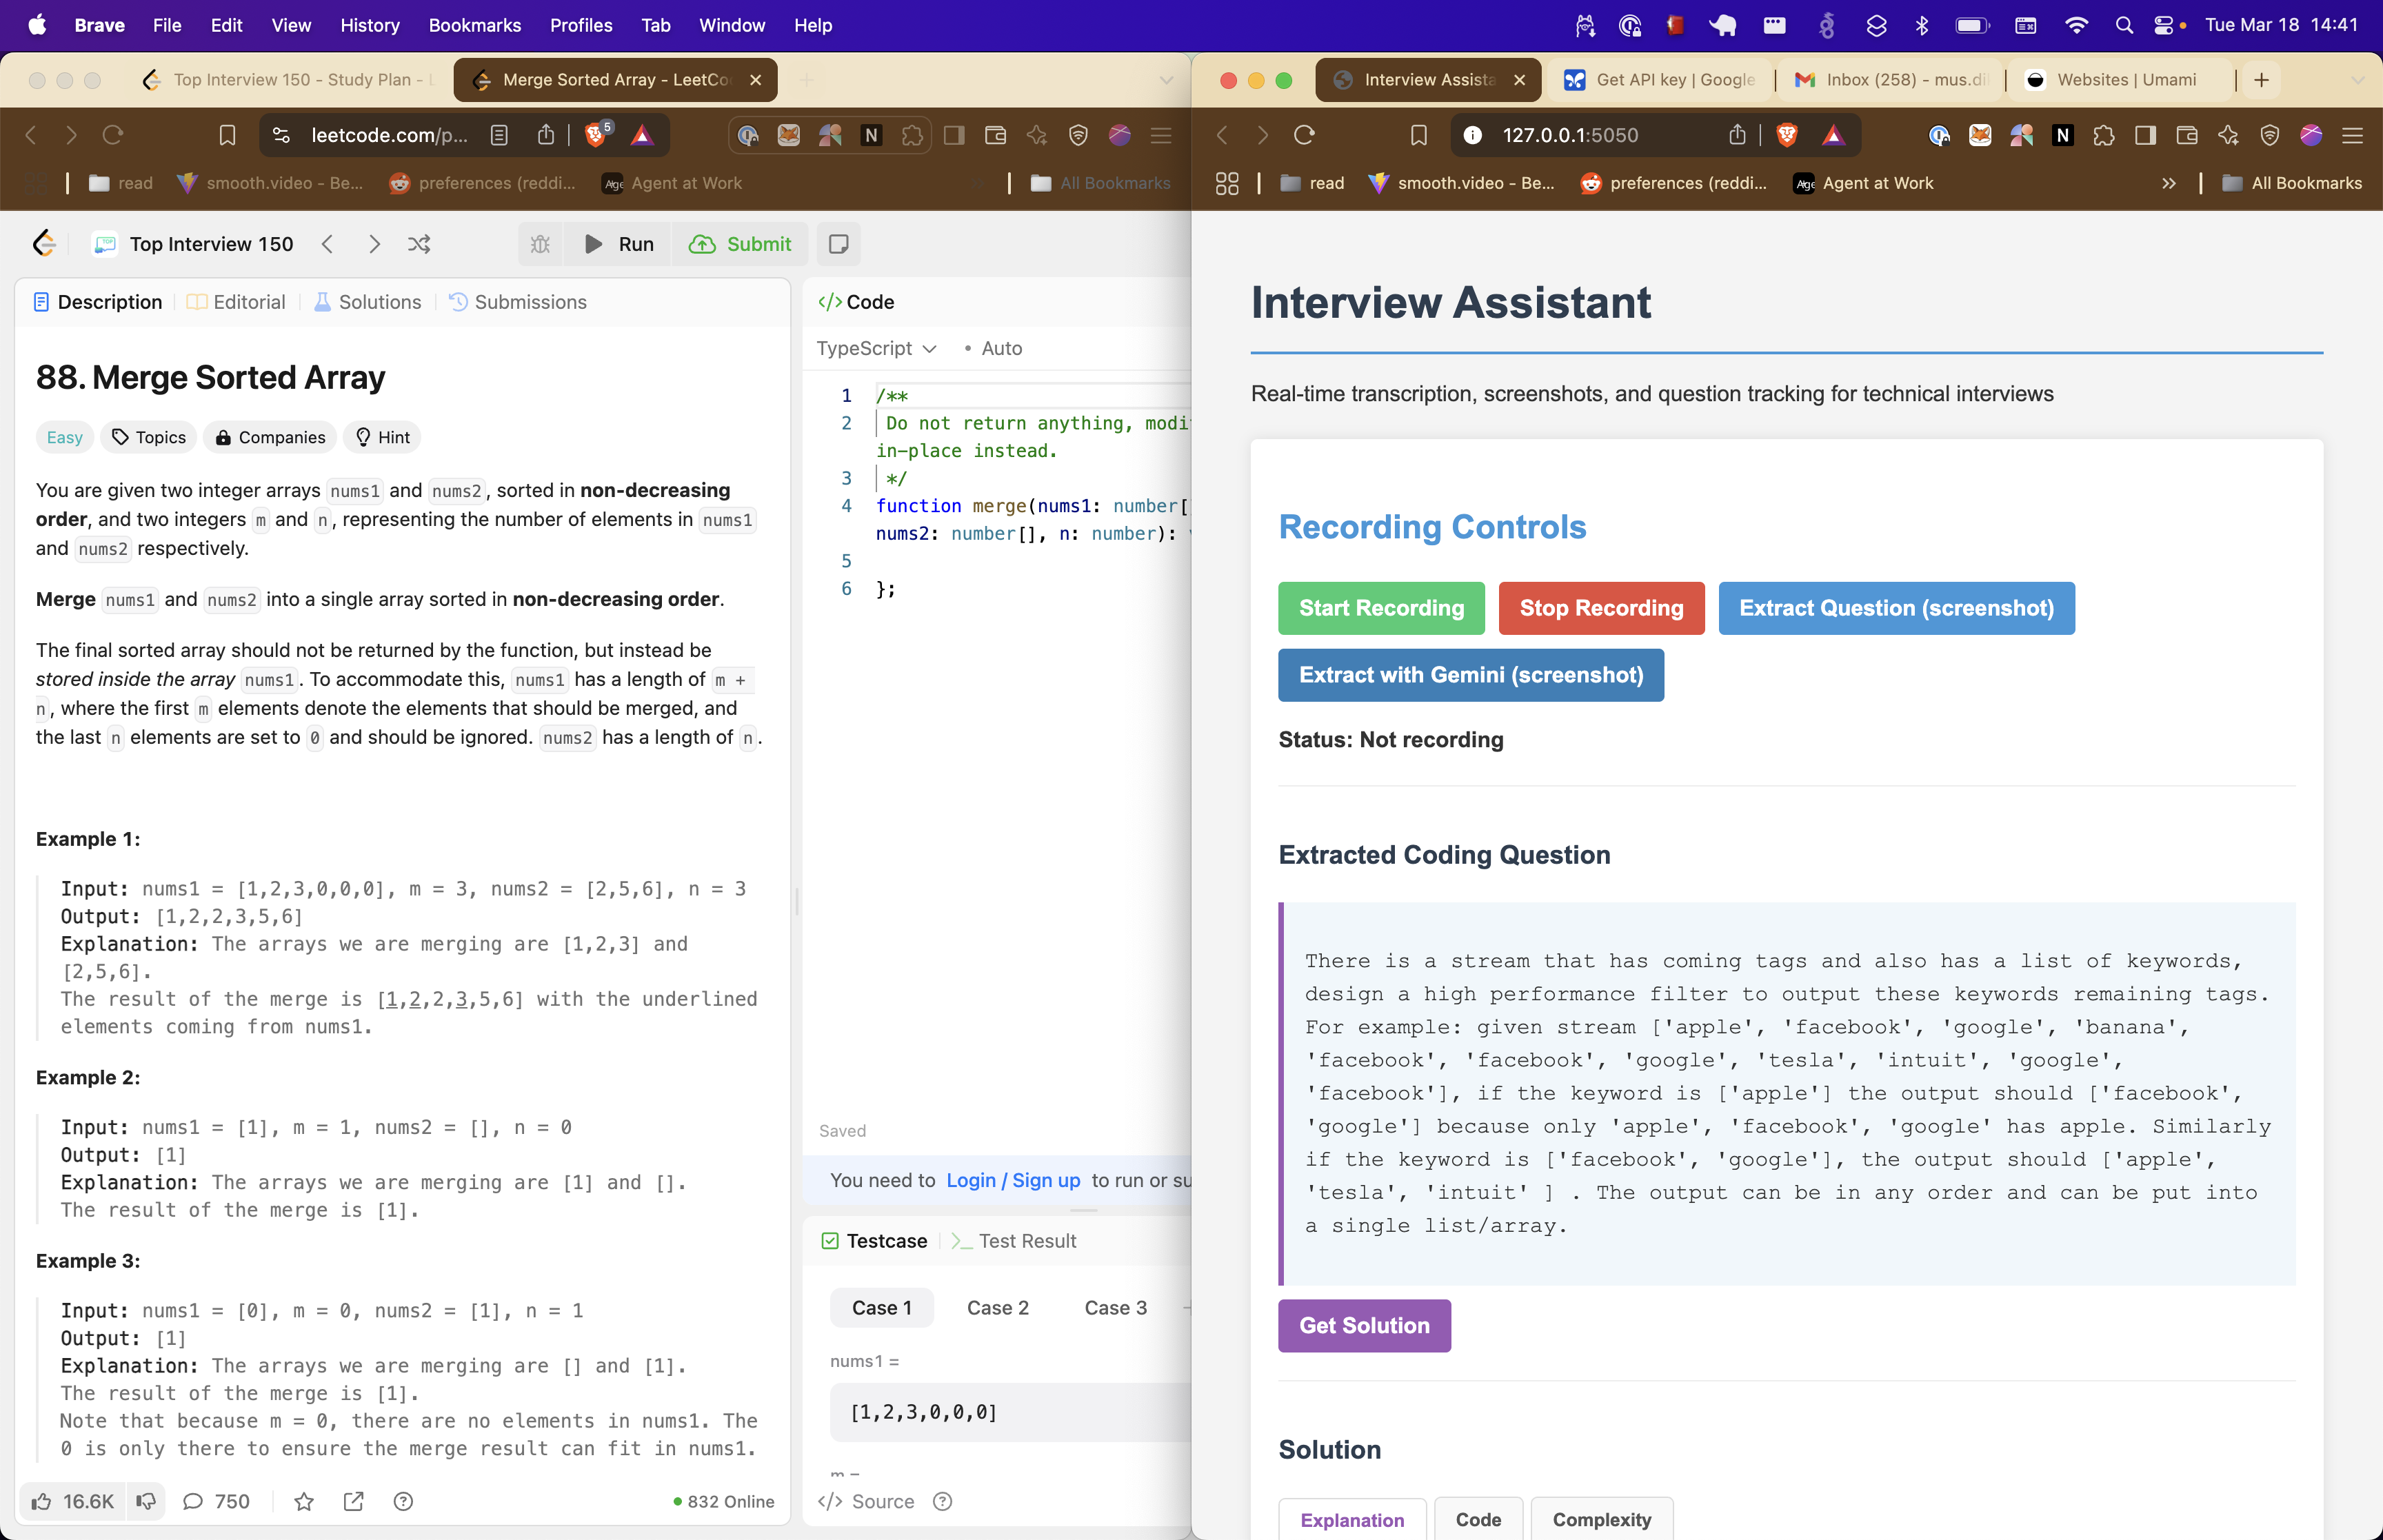 Brave File Edit View History Bookmarks Profiles Tab Window Help
Tue Mar 18 14:41
Top Interview 150 - Study Plan - L
Merge Sorted Array - LeetCo
leetcode.com/p...
5
N
read
smooth.video - Be...
preferences (reddi...
Agent at Work
All Bookmarks
Top Interview 150
Run
Submit
Description
Editorial
Solutions
Submissions
88. Merge Sorted Array
Easy
Topics
Companies
Hint
You are given two integer arrays nums1 and nums2, sorted in non-decreasing
order, and two integers m and n, representing the number of elements in nums1
and nums2 respectively.
Merge nums1 and nums2 into a single array sorted in non-decreasing order.
The final sorted array should not be returned by the function, but instead be
stored inside the array nums1. To accommodate this, nums1 has a length of m +
n, where the first m elements denote the elements that should be merged, and
the last n elements are set to 0 and should be ignored. nums2 has a length of n.
Example 1:
Input: nums1 = [1,2,3,0,0,0], m = 3, nums2 = [2,5,6], n = 3
Output: [1,2,2,3,5,6]
Explanation: The arrays we are merging are [1,2,3] and
[2,5,6].
The result of the merge is [1,2,2,3,5,6] with the underlined
elements coming from nums1.
Example 2:
Input: nums1 = [1], m = 1, nums2 = [], n = 0
Output: [1]
Explanation: The arrays we are merging are [1] and [].
The result of the merge is [1].
Example 3:
Input: nums1 = [0], m = 0, nums2 = [1], n = 1
Output: [1]
Explanation: The arrays we are merging are [] and [1].
The result of the merge is [1].
Note that because m = 0, there are no elements in nums1. The
0 is only there to ensure the merge result can fit in nums1.
16.6K
750
832 Online
</> Code
TypeScript
• Auto
1 /**
2 Do not return anything, modi
in-place instead.
3 */
4 function merge(nums1: number[
nums2: number[], n: number):
5
6 };
Saved
You need to Login / Sign up to run or su
Testcase
>_ Test Result
Case 1
Case 2
Case 3
+
nums1 =
[1,2,3,0,0,0]
m =
</> Source
Interview Assista
Get API key | Google
Inbox (258) - mus.di
Websites | Umami
127.0.0.1:5050
N
read
smooth.video - Be...
preferences (reddi...
Agent at Work
All Bookmarks
Interview Assistant
Real-time transcription, screenshots, and question tracking for technical interviews
Recording Controls
Start Recording
Stop Recording
Extract Question (screenshot)
Extract with Gemini (screenshot)
Status: Not recording
Extracted Coding Question
There is a stream that has coming tags and also has a list of keywords,
design a high performance filter to output these keywords remaining tags.
For example: given stream ['apple', 'facebook', 'google', 'banana',
'facebook', 'facebook', 'google', 'tesla', 'intuit', 'google',
'facebook'], if the keyword is ['apple'] the output should ['facebook',
'google'] because only 'apple', 'facebook', 'google' has apple. Similarly
if the keyword is ['facebook', 'google'], the output should ['apple',
'tesla', 'intuit' ] . The output can be in any order and can be put into
a single list/array.
Get Solution
Solution
Explanation
Code
Complexity